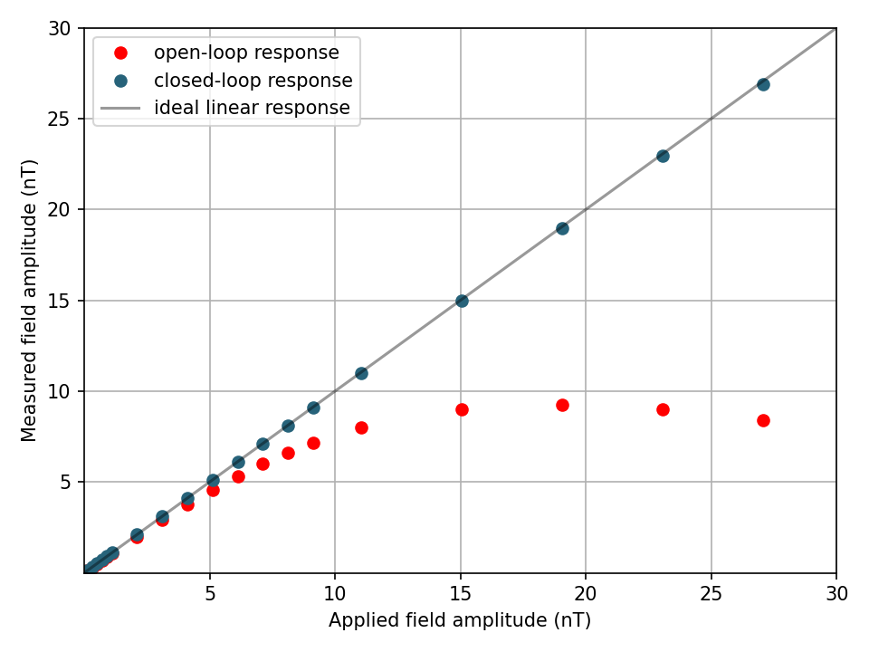 open-loop response
closed-loop response
ideal linear response
Measured field amplitude (nT)
30
25
20
15
10
5
5 10 15 20 25 30
Applied field amplitude (nT)